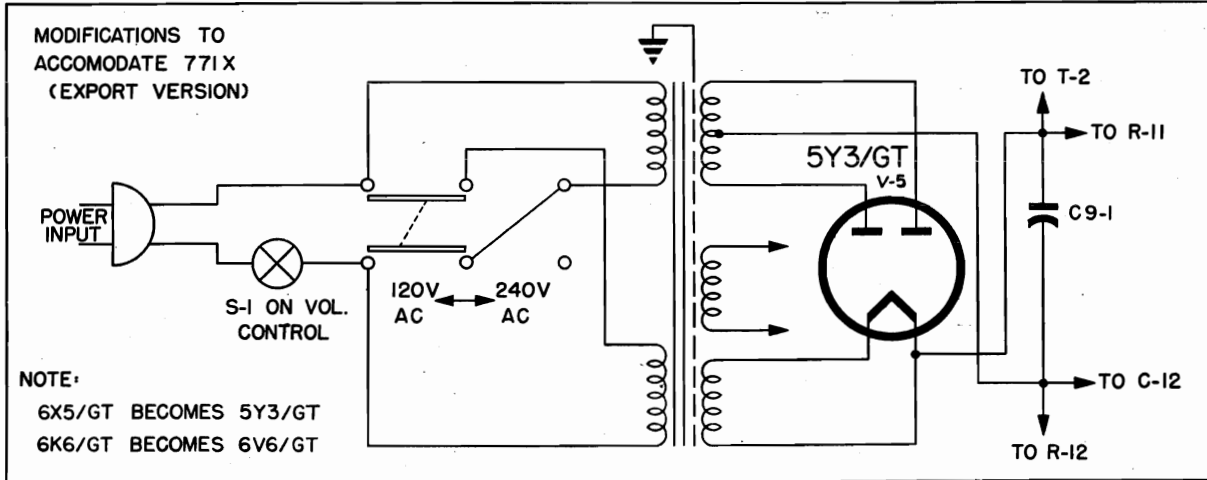 MODIFICATIONS TO
ACCOMODATE 771X
(EXPORT VERSION)
POWER
INPUT
S-1 ON VOL.
CONTROL
120V
AC
240V
AC
5Y3/GT
V-5
TO T-2
TO R-11
C9-1
TO C-12
TO R-12
NOTE:
6X5/GT BECOMES 5Y3/GT
6K6/GT BECOMES 6V6/GT